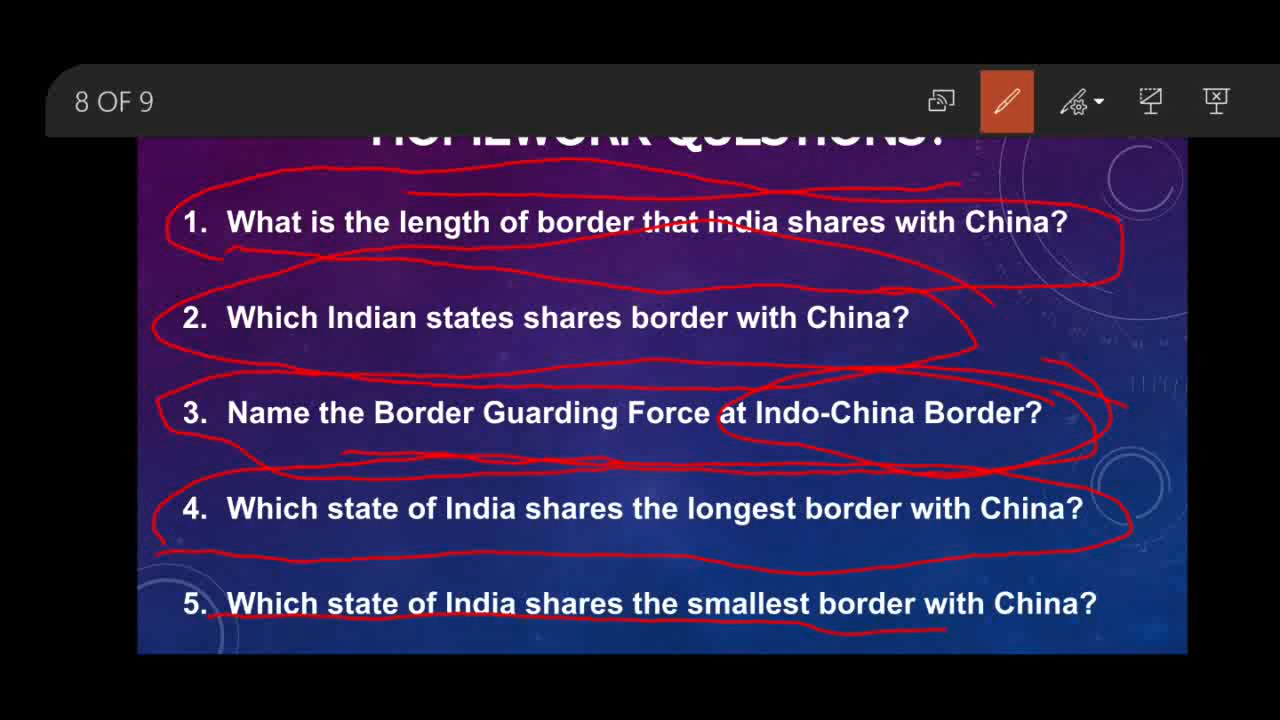 8 OF 9
HOMEWORK QUESTIONS?
1. What is the length of border that India shares with China?
2. Which Indian states shares border with China?
3. Name the Border Guarding Force at Indo-China Border?
4. Which state of India shares the longest border with China?
5. Which state of India shares the smallest border with China?